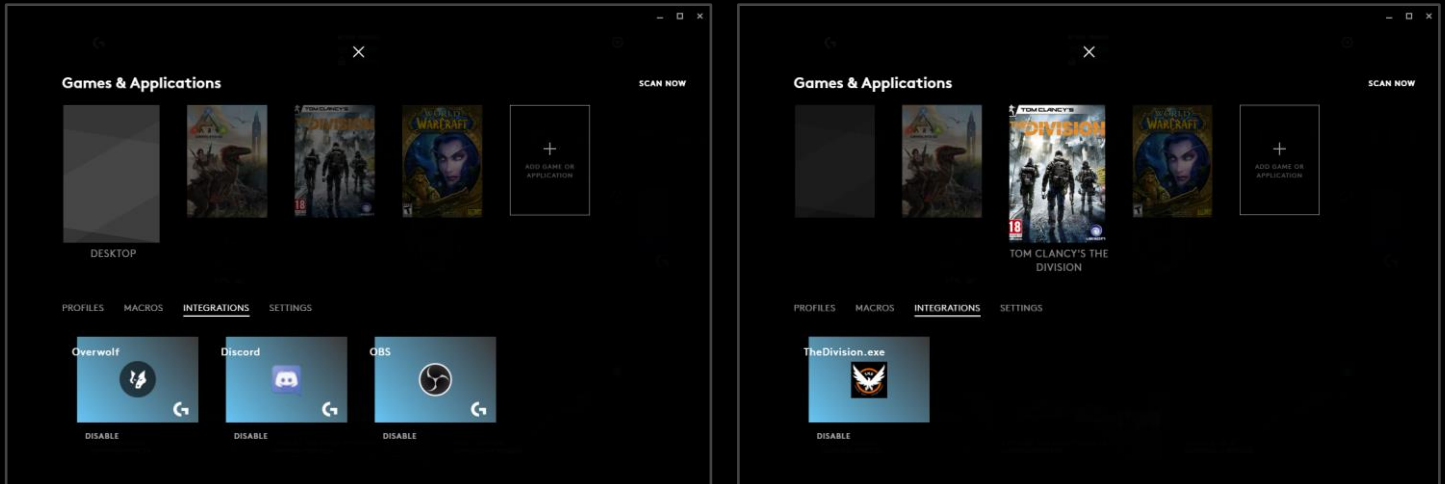 Games & Applications
SCAN NOW
TOM CLANCY'S
THE DIVISION
18
WORLD WARCRAFT
ADD GAME OR
APPLICATION
DESKTOP
PROFILES MACROS INTEGRATIONS SETTINGS
Overwolf Discord OBS
DISABLE DISABLE DISABLE
Games & Applications
SCAN NOW
TOM CLANCY'S
THE DIVISION
18
UBISOFT
WORLD WARCRAFT
ADD GAME OR
APPLICATION
TOM CLANCY'S THE
DIVISION
PROFILES MACROS INTEGRATIONS SETTINGS
TheDivision.exe
DISABLE